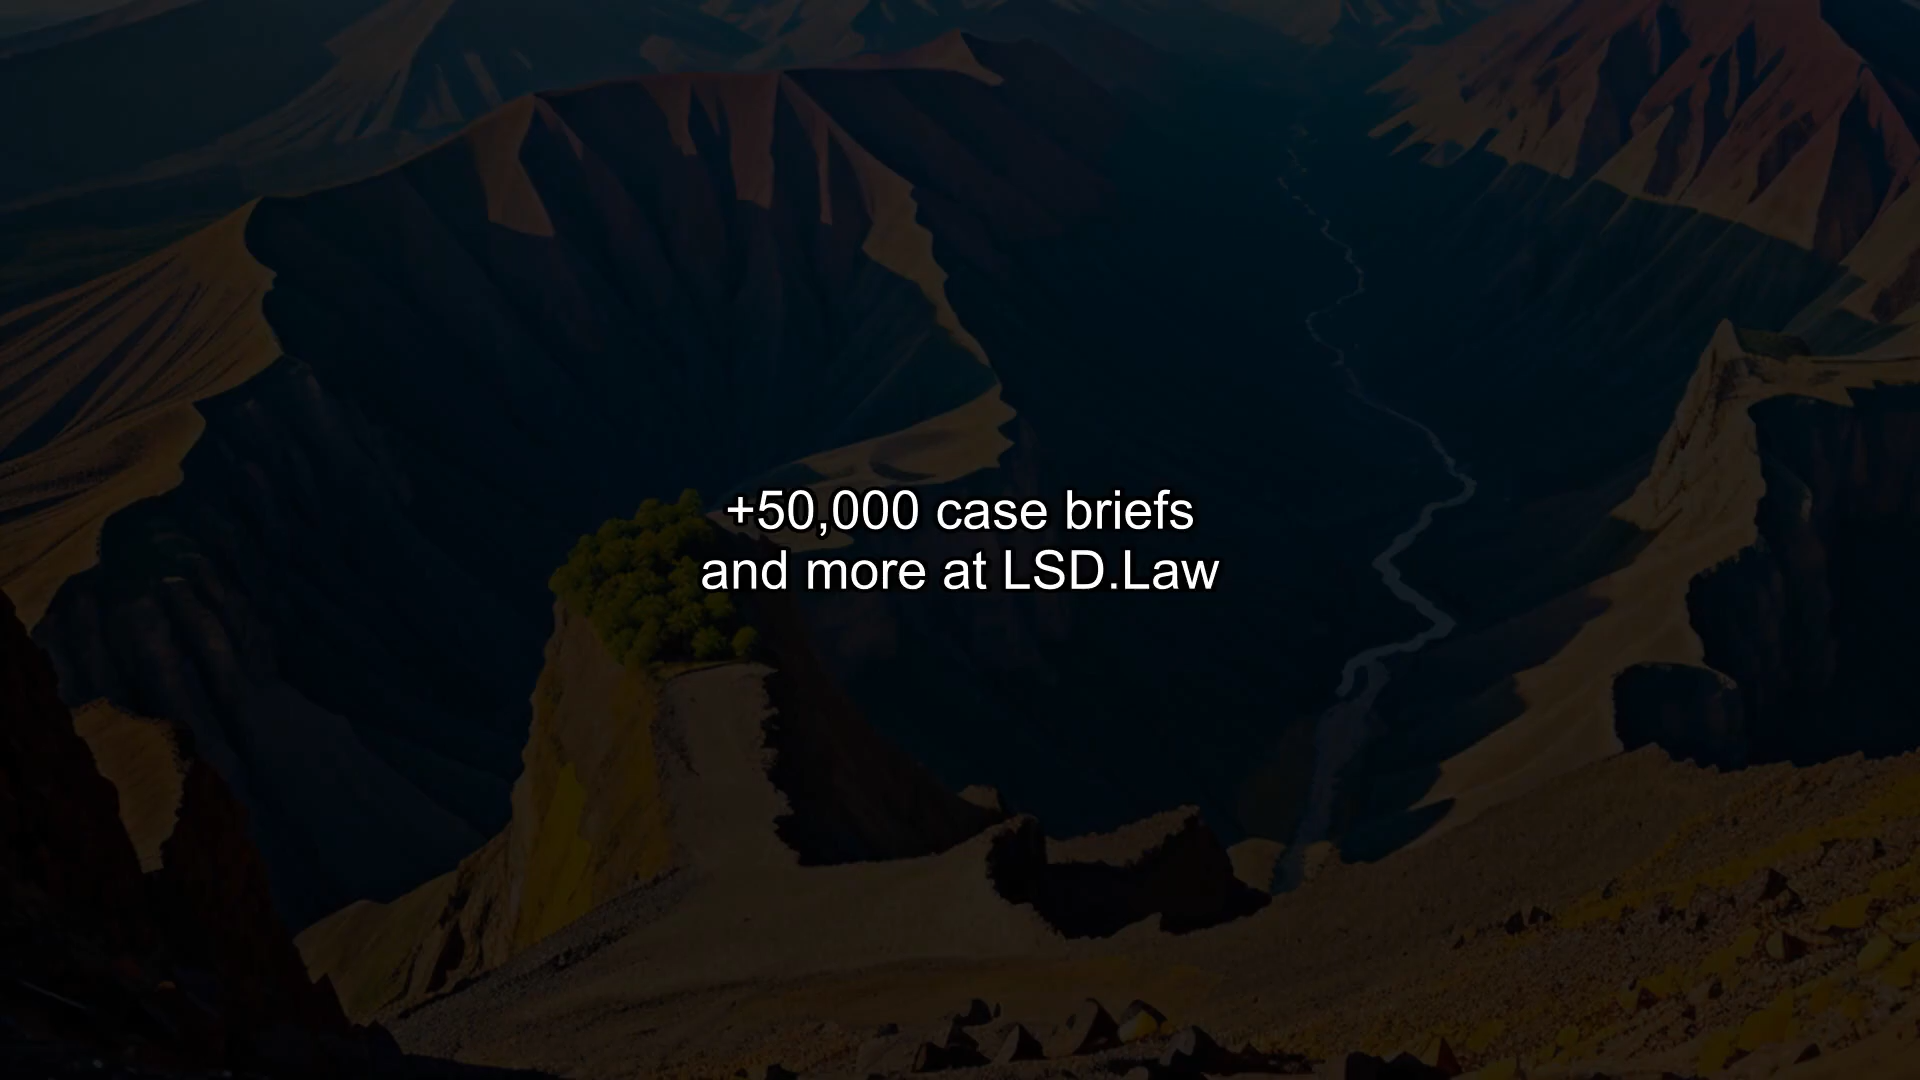 +50,000 case briefs
and more at LSD.Law